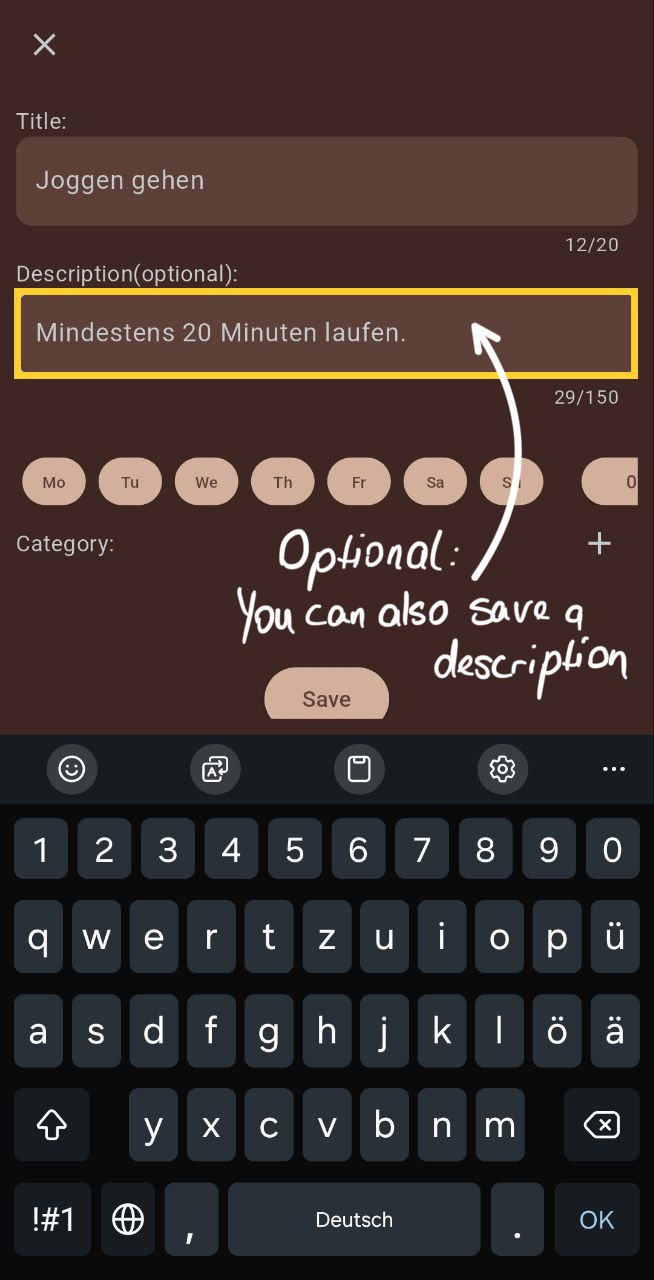 Title:
Joggen gehen
12/20
Description(optional):
Mindestens 20 Minuten laufen.
29/150
Mo Tu We Th Fr Sa Su 0
Category: +
Optional:
You can also save a
description
Save
1 2 3 4 5 6 7 8 9 0
q w e r t z u i o p ü
a s d f g h j k l ö ä
y x c v b n m
!#1 , Deutsch . OK